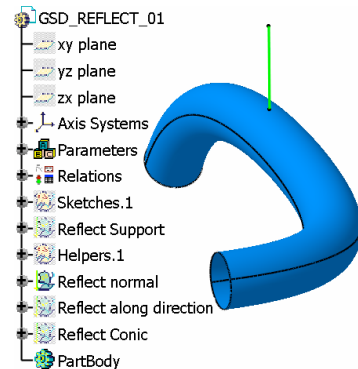 GSD_REFLECT_01
xy plane
yz plane
zx plane
Axis Systems
Parameters
Relations
Sketches.1
Reflect Support
Helpers.1
Reflect normal
Reflect along direction
Reflect Conic
PartBody